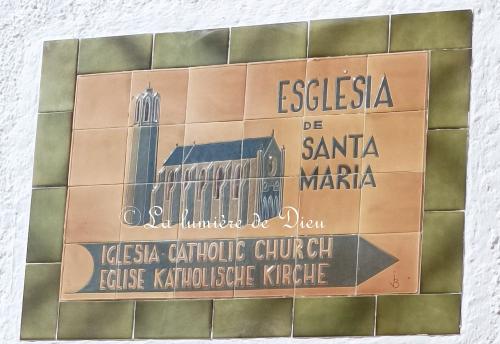 ESGLÉSIA
DE
SANTA
MARIA
© La lumière de Dieu
IGLESIA-CATHOLIC CHURCH
EGLISE KATHOLISCHE KIRCHE